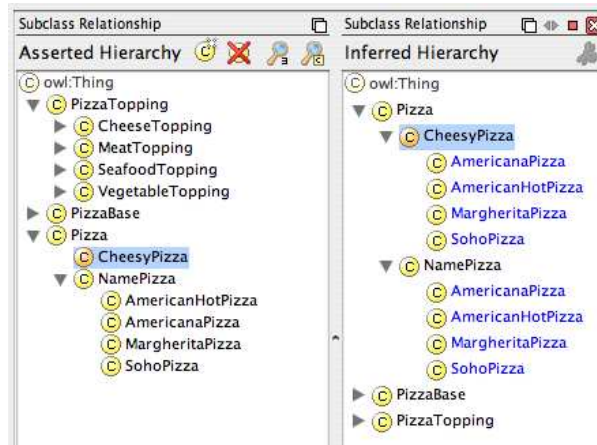 Subclass Relationship
Asserted Hierarchy
owl:Thing
PizzaTopping
CheeseTopping
MeatTopping
SeafoodTopping
VegetableTopping
PizzaBase
Pizza
CheesyPizza
NamePizza
AmericanHotPizza
AmericanaPizza
MargheritaPizza
SohoPizza
Subclass Relationship
Inferred Hierarchy
owl:Thing
Pizza
CheesyPizza
AmericanaPizza
AmericanHotPizza
MargheritaPizza
SohoPizza
NamePizza
AmericanaPizza
AmericanHotPizza
MargheritaPizza
SohoPizza
PizzaBase
PizzaTopping